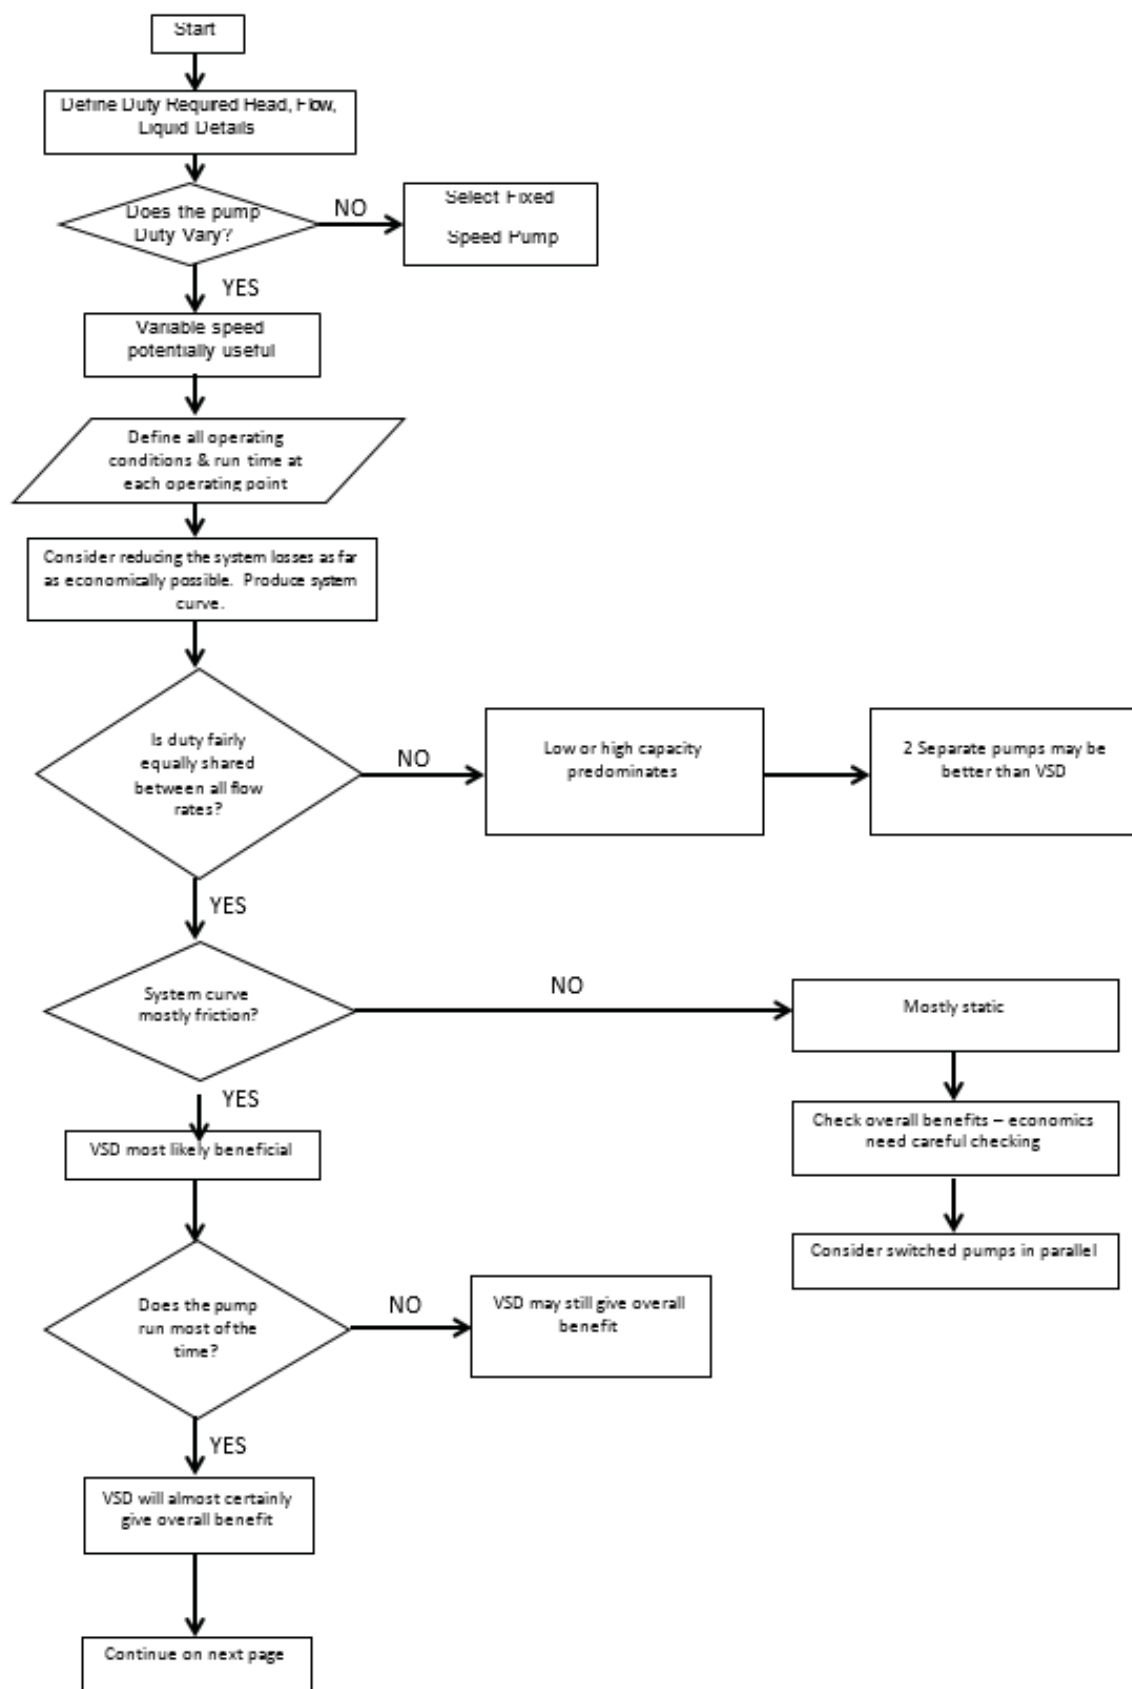 Start
Define Duty Required Head, Flow,
Liquid Details
Does the pump
Duty Vary?
NO
Select Fixed
Speed Pump
YES
Variable speed
potentially useful
Define all operating
conditions & run time at
each operating point
Consider reducing the system losses as far
as economically possible. Produce system
curve.
Is duty fairly
equally shared
between all flow
rates?
NO
Low or high capacity
predominates
2 Separate pumps may be
better than VSD
YES
System curve
mostly friction?
NO
Mostly static
Check overall benefits – economics
need careful checking
Consider switched pumps in parallel
YES
VSD most likely beneficial
Does the pump
run most of the
time?
NO
VSD may still give overall
benefit
YES
VSD will almost certainly
give overall benefit
Continue on next page